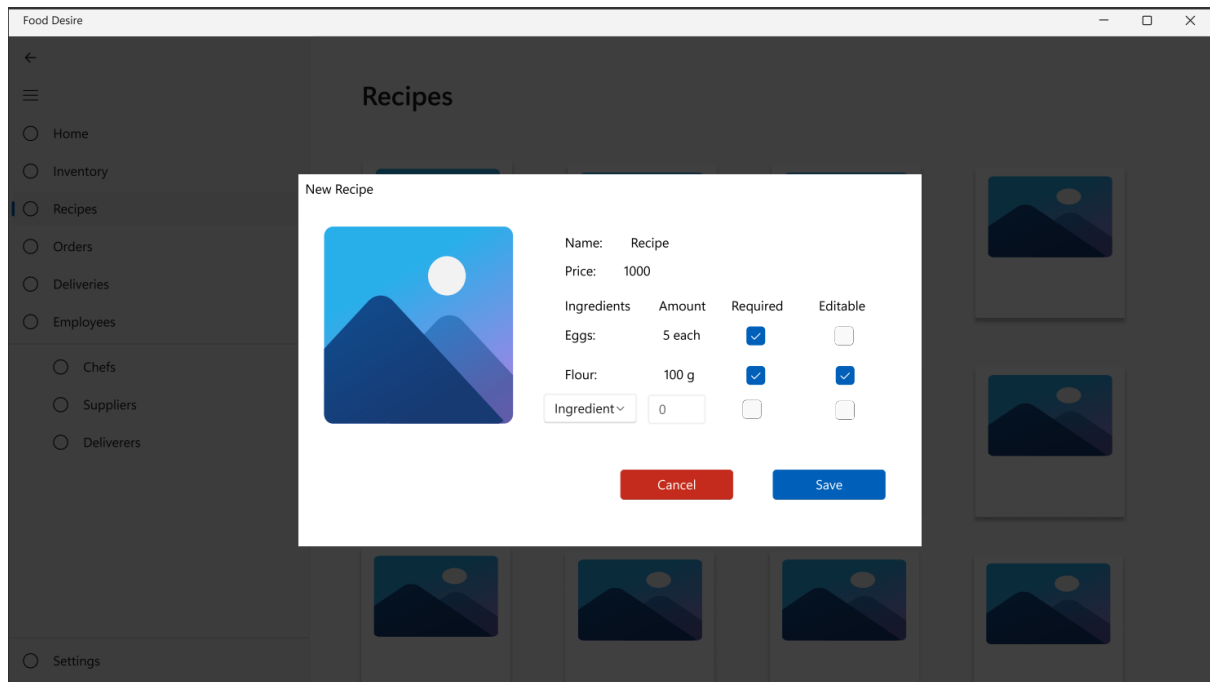 Food Desire
Recipes
Home
Inventory
Recipes
Orders
Deliveries
Employees
Chefs
Suppliers
Deliverers
Settings
New Recipe
Name: Recipe
Price: 1000
Ingredients Amount Required Editable
Eggs: 5 each
Flour: 100 g
Ingredient 0
Cancel Save